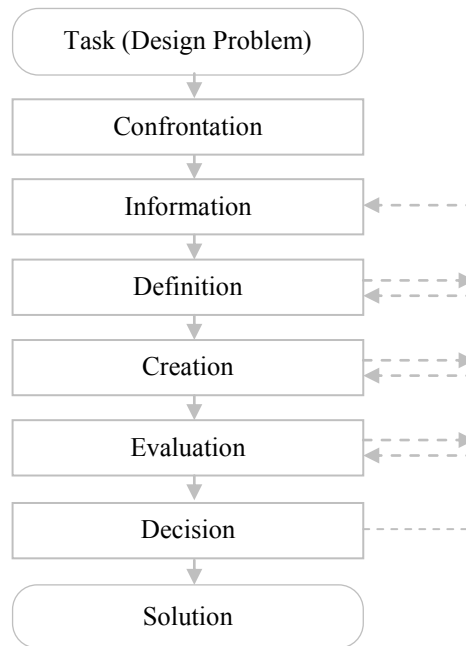 Task (Design Problem)
Confrontation
Information
Definition
Creation
Evaluation
Decision
Solution